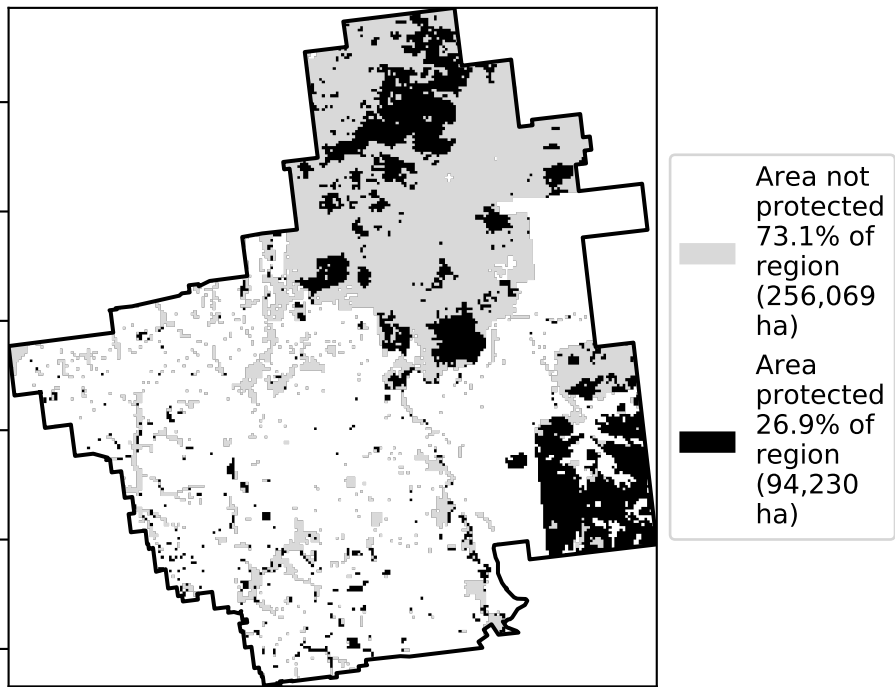 Area not
protected
73.1% of
region
(256,069
ha)
Area
protected
26.9% of
region
(94,230
ha)